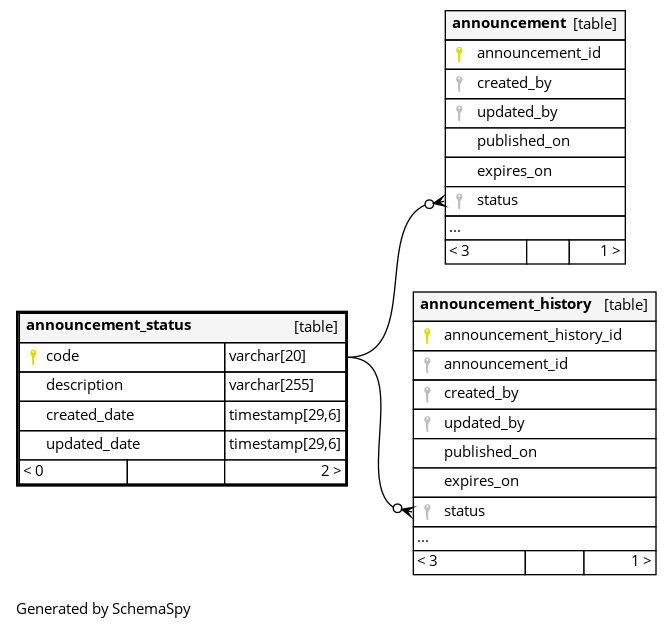 announcement [table]
announcement_id
created_by
updated_by
published_on
expires_on
status
...
< 3 1 >
announcement_history [table]
announcement_history_id
announcement_id
created_by
updated_by
published_on
expires_on
status
...
< 3 1 >
announcement_status [table]
code varchar[20]
description varchar[255]
created_date timestamp[29,6]
updated_date timestamp[29,6]
< 0 2 >
Generated by SchemaSpy